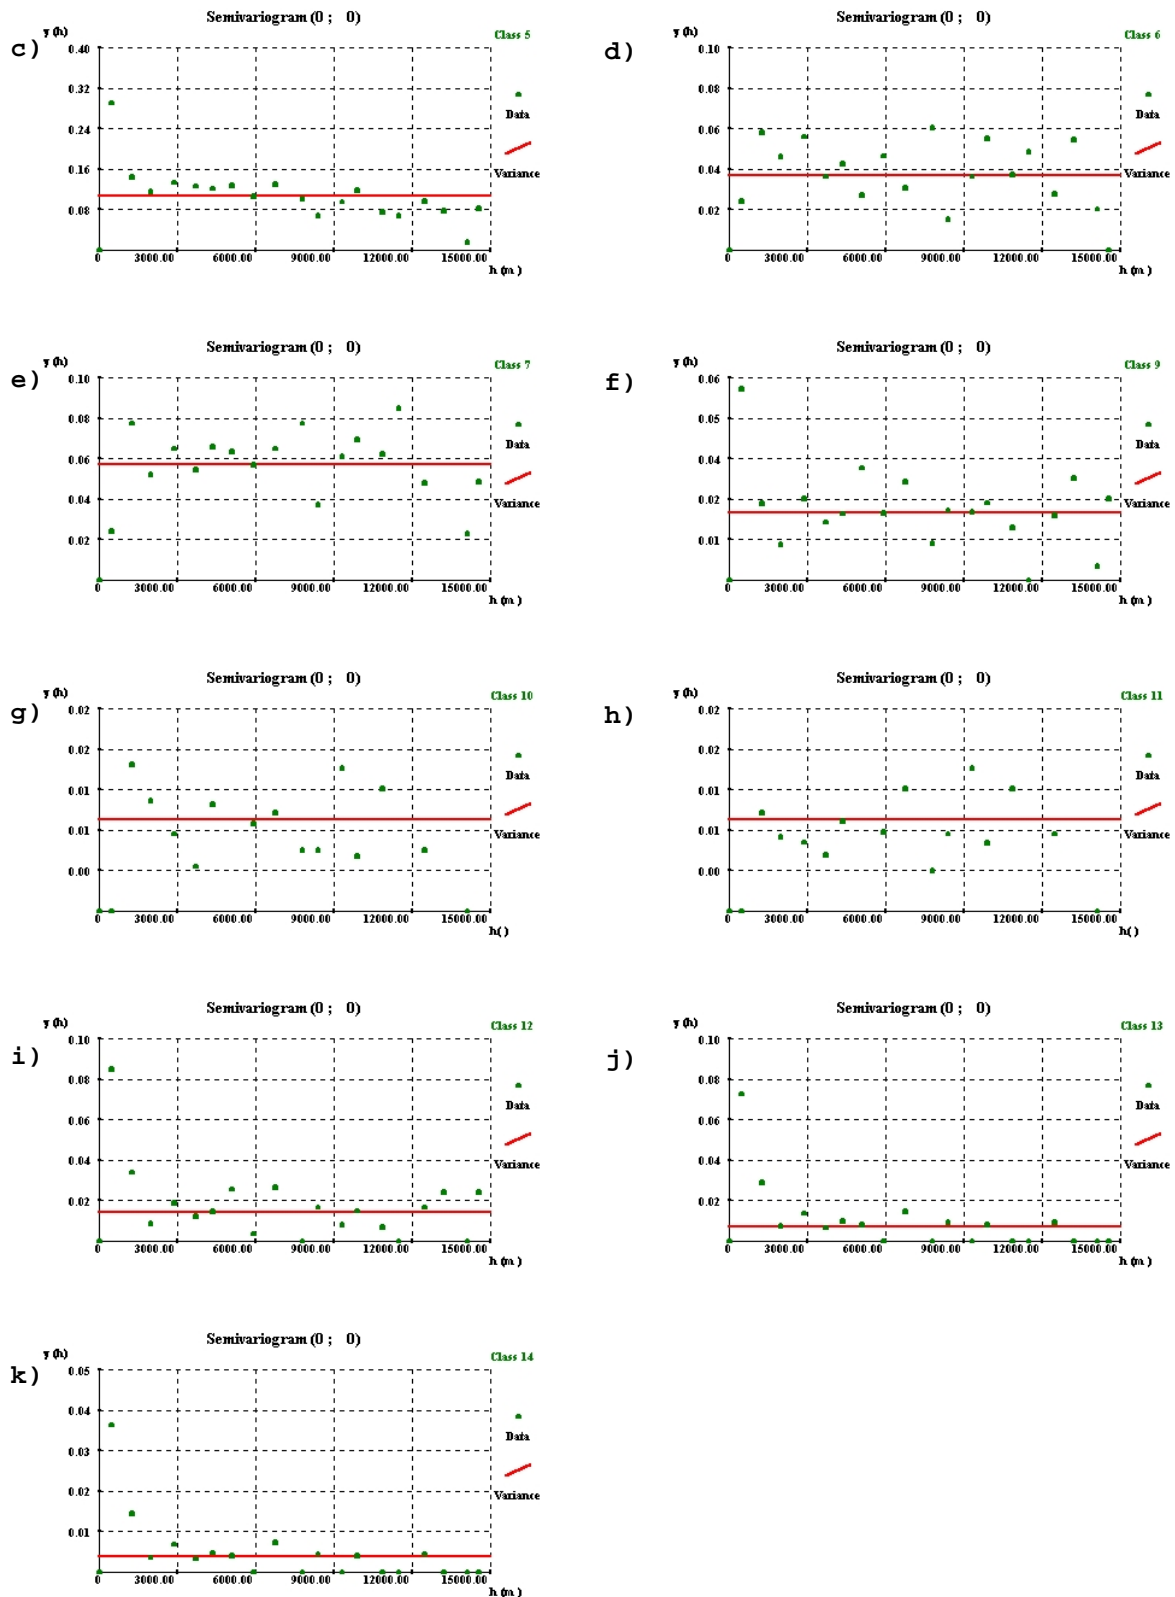 c)
Semivariogram (0 ; 0)
γ (h)
Class 5
0.40
0.32
0.24
0.16
0.08
Data
Variance
0 3000.00 6000.00 9000.00 12000.00 15000.00
h (m )
d)
Semivariogram (0 ; 0)
γ (h)
Class 6
0.10
0.08
0.06
0.04
0.02
Data
Variance
0 3000.00 6000.00 9000.00 12000.00 15000.00
h (m )
e)
Semivariogram (0 ; 0)
γ (h)
Class 7
0.10
0.08
0.06
0.04
0.02
Data
Variance
0 3000.00 6000.00 9000.00 12000.00 15000.00
h (m )
f)
Semivariogram (0 ; 0)
γ (h)
Class 9
0.06
0.05
0.04
0.02
0.01
Data
Variance
0 3000.00 6000.00 9000.00 12000.00 15000.00
h (m )
g)
Semivariogram (0 ; 0)
γ (h)
Class 10
0.02
0.02
0.01
0.01
0.00
Data
Variance
0 3000.00 6000.00 9000.00 12000.00 15000.00
h( )
h)
Semivariogram (0 ; 0)
γ (h)
Class 11
0.02
0.02
0.01
0.01
0.00
Data
Variance
0 3000.00 6000.00 9000.00 12000.00 15000.00
h( )
i)
Semivariogram (0 ; 0)
γ (h)
Class 12
0.10
0.08
0.06
0.04
0.02
Data
Variance
0 3000.00 6000.00 9000.00 12000.00 15000.00
h (m )
j)
Semivariogram (0 ; 0)
γ (h)
Class 13
0.10
0.08
0.06
0.04
0.02
Data
Variance
0 3000.00 6000.00 9000.00 12000.00 15000.00
h (m )
k)
Semivariogram (0 ; 0)
γ (h)
Class 14
0.05
0.04
0.03
0.02
0.01
Data
Variance
0 3000.00 6000.00 9000.00 12000.00 15000.00
h (m )